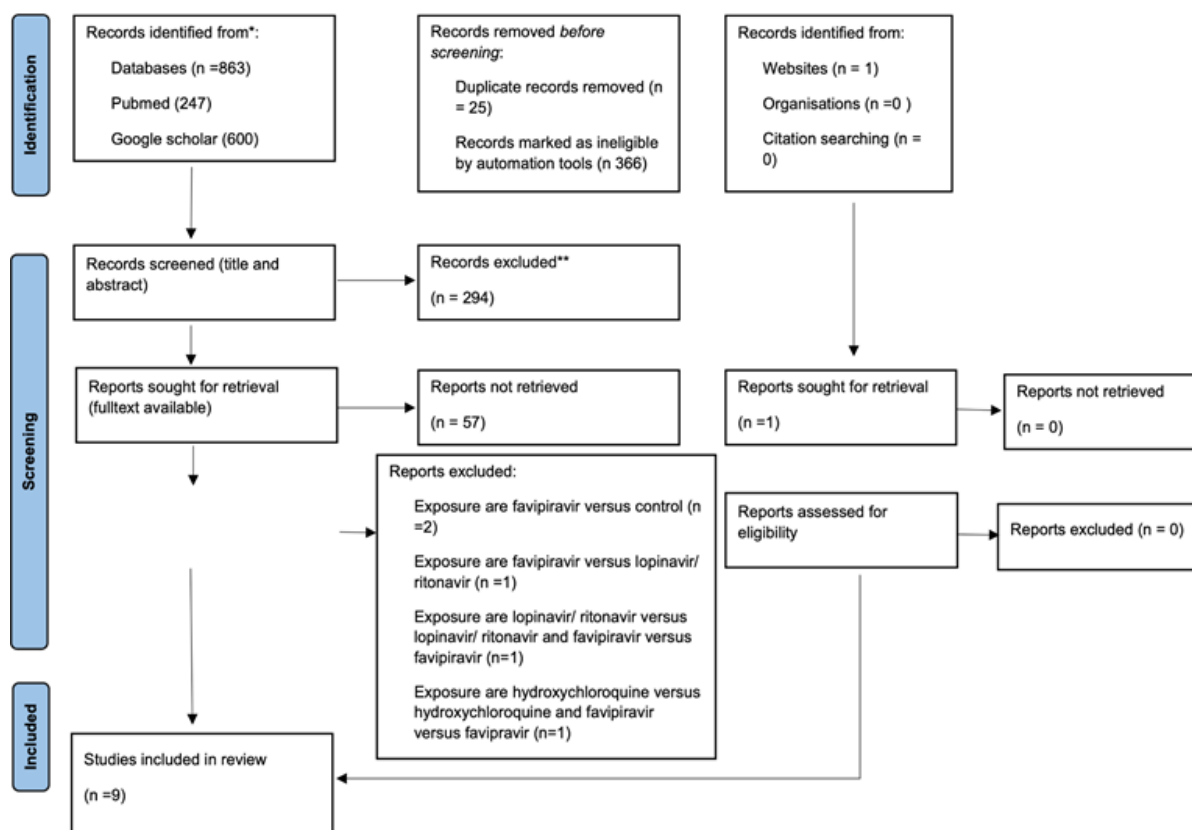 Identification
Records identified from*:
Databases (n =863)
Pubmed (247)
Google scholar (600)
Records removed before
screening:
Duplicate records removed (n
= 25)
Records marked as ineligible
by automation tools (n 366)
Records identified from:
Websites (n = 1)
Organisations (n =0 )
Citation searching (n =
0)
Screening
Records screened (title and
abstract)
Records excluded**
(n = 294)
Reports sought for retrieval
(fulltext available)
Reports not retrieved
(n = 57)
Reports sought for retrieval
(n =1)
Reports not retrieved
(n = 0)
Reports excluded:
Exposure are favipiravir versus control (n
=2)
Exposure are favipiravir versus lopinavir/
ritonavir (n =1)
Exposure are lopinavir/ ritonavir versus
lopinavir/ ritonavir and favipiravir versus
favipiravir (n=1)
Exposure are hydroxychloroquine versus
hydroxychloroquine and favipiravir
versus favipravir (n=1)
Reports assessed for
eligibility
Reports excluded (n = 0)
Included
Studies included in review
(n =9)